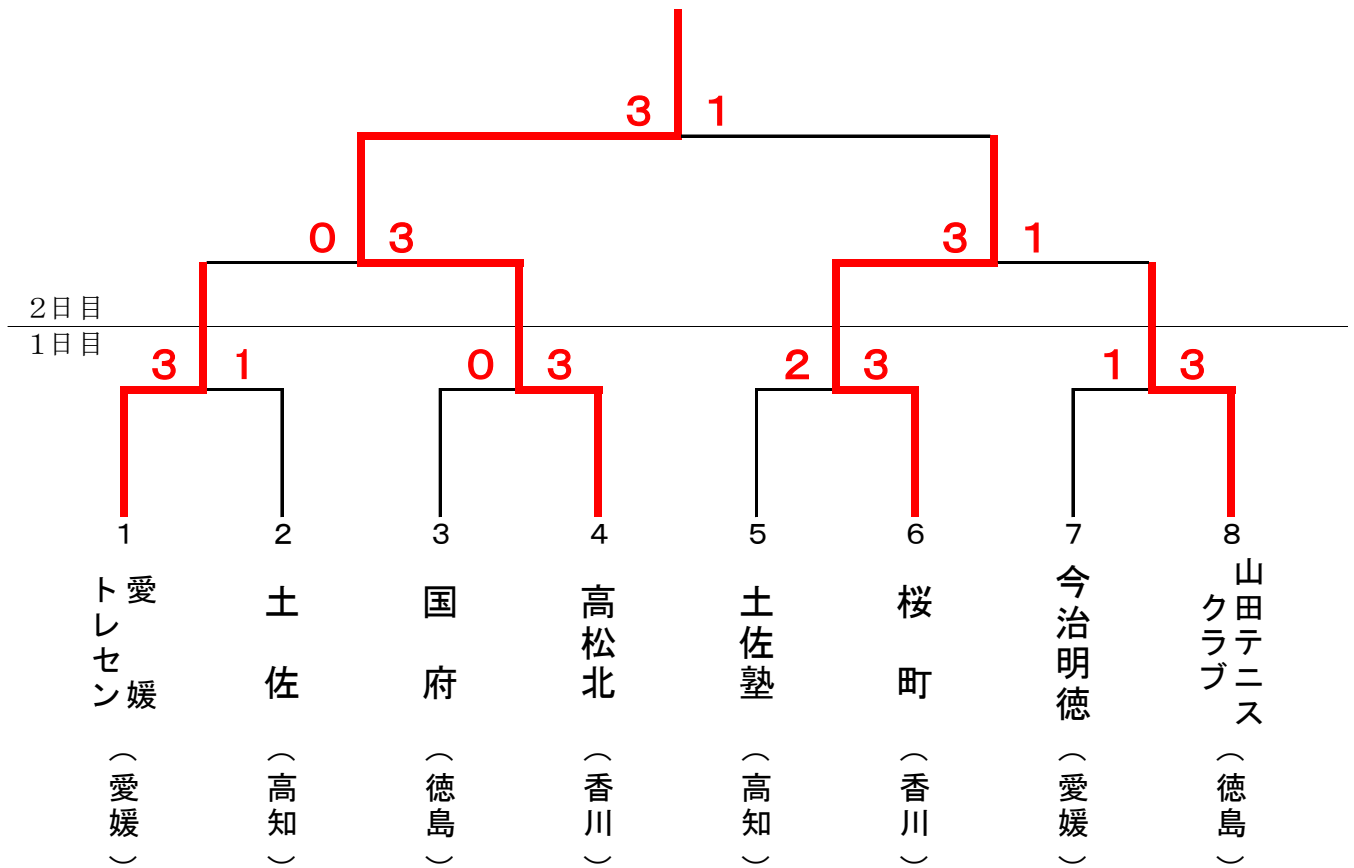 3 1
0 3
3 1
2日目
1日目
3 1
0 3
2 3
1 3
1
2
3
4
5
6
7
8
愛媛
トレセン
土佐
国府
高松北
土佐塾
桜町
今治明徳
山田テニス
クラブ
（愛媛）
（高知）
（徳島）
（香川）
（高知）
（香川）
（愛媛）
（徳島）